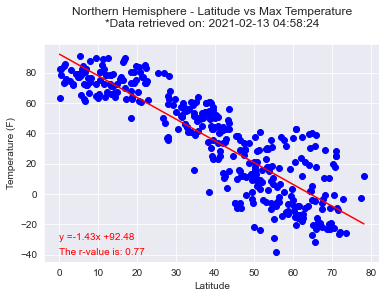 Northern Hemisphere - Latitude vs Max Temperature
*Data retrieved on: 2021-02-13 04:58:24
Temperature (F)
80
60
40
20
0
−20
−40
y =-1.43x +92.48
The r-value is: 0.77
0 10 20 30 40 50 60 70 80
Latitude